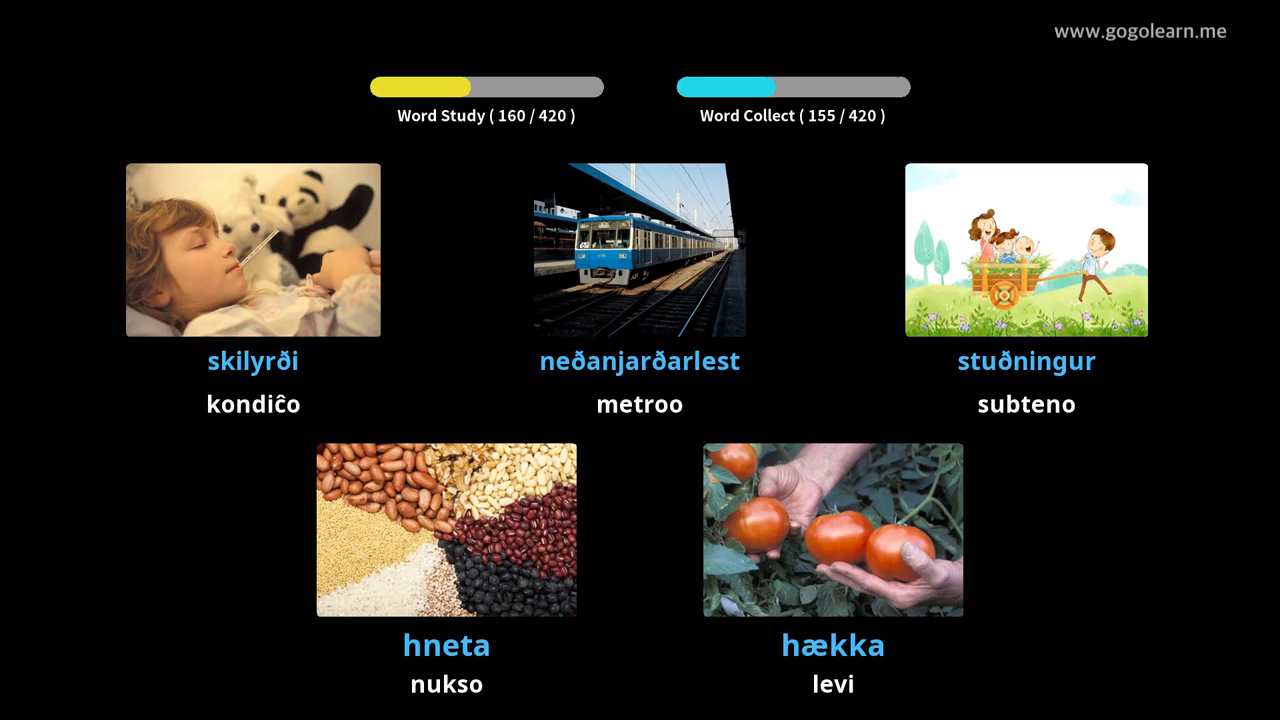 www.gogolearn.me
Word Study ( 160 / 420 )
Word Collect ( 155 / 420 )
skilyrði
kondiĉo
neðanjarðarlest
metroo
stuðningur
subteno
hneta
nukso
hækka
levi